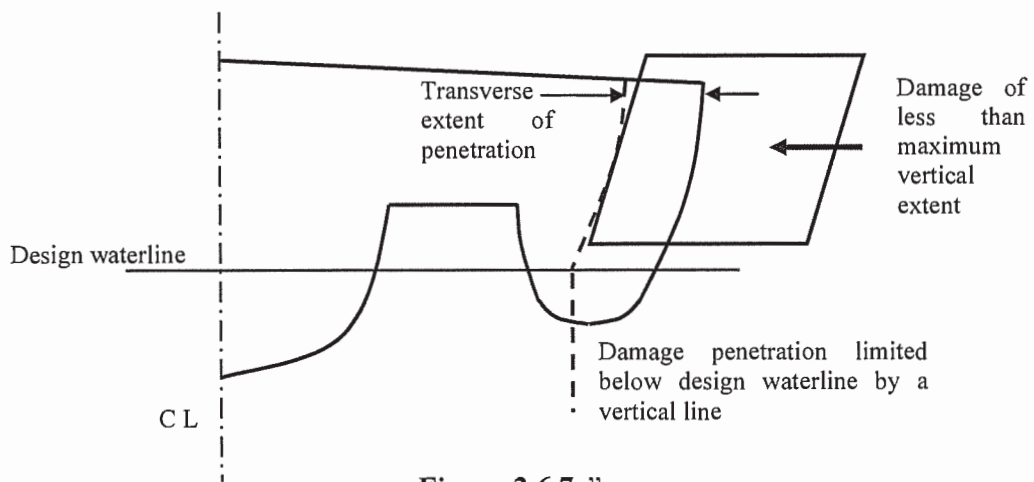 Transverse
extent of
penetration
Damage of
less than
maximum
vertical
extent
Design waterline
Damage penetration limited
below design waterline by a
vertical line
C L